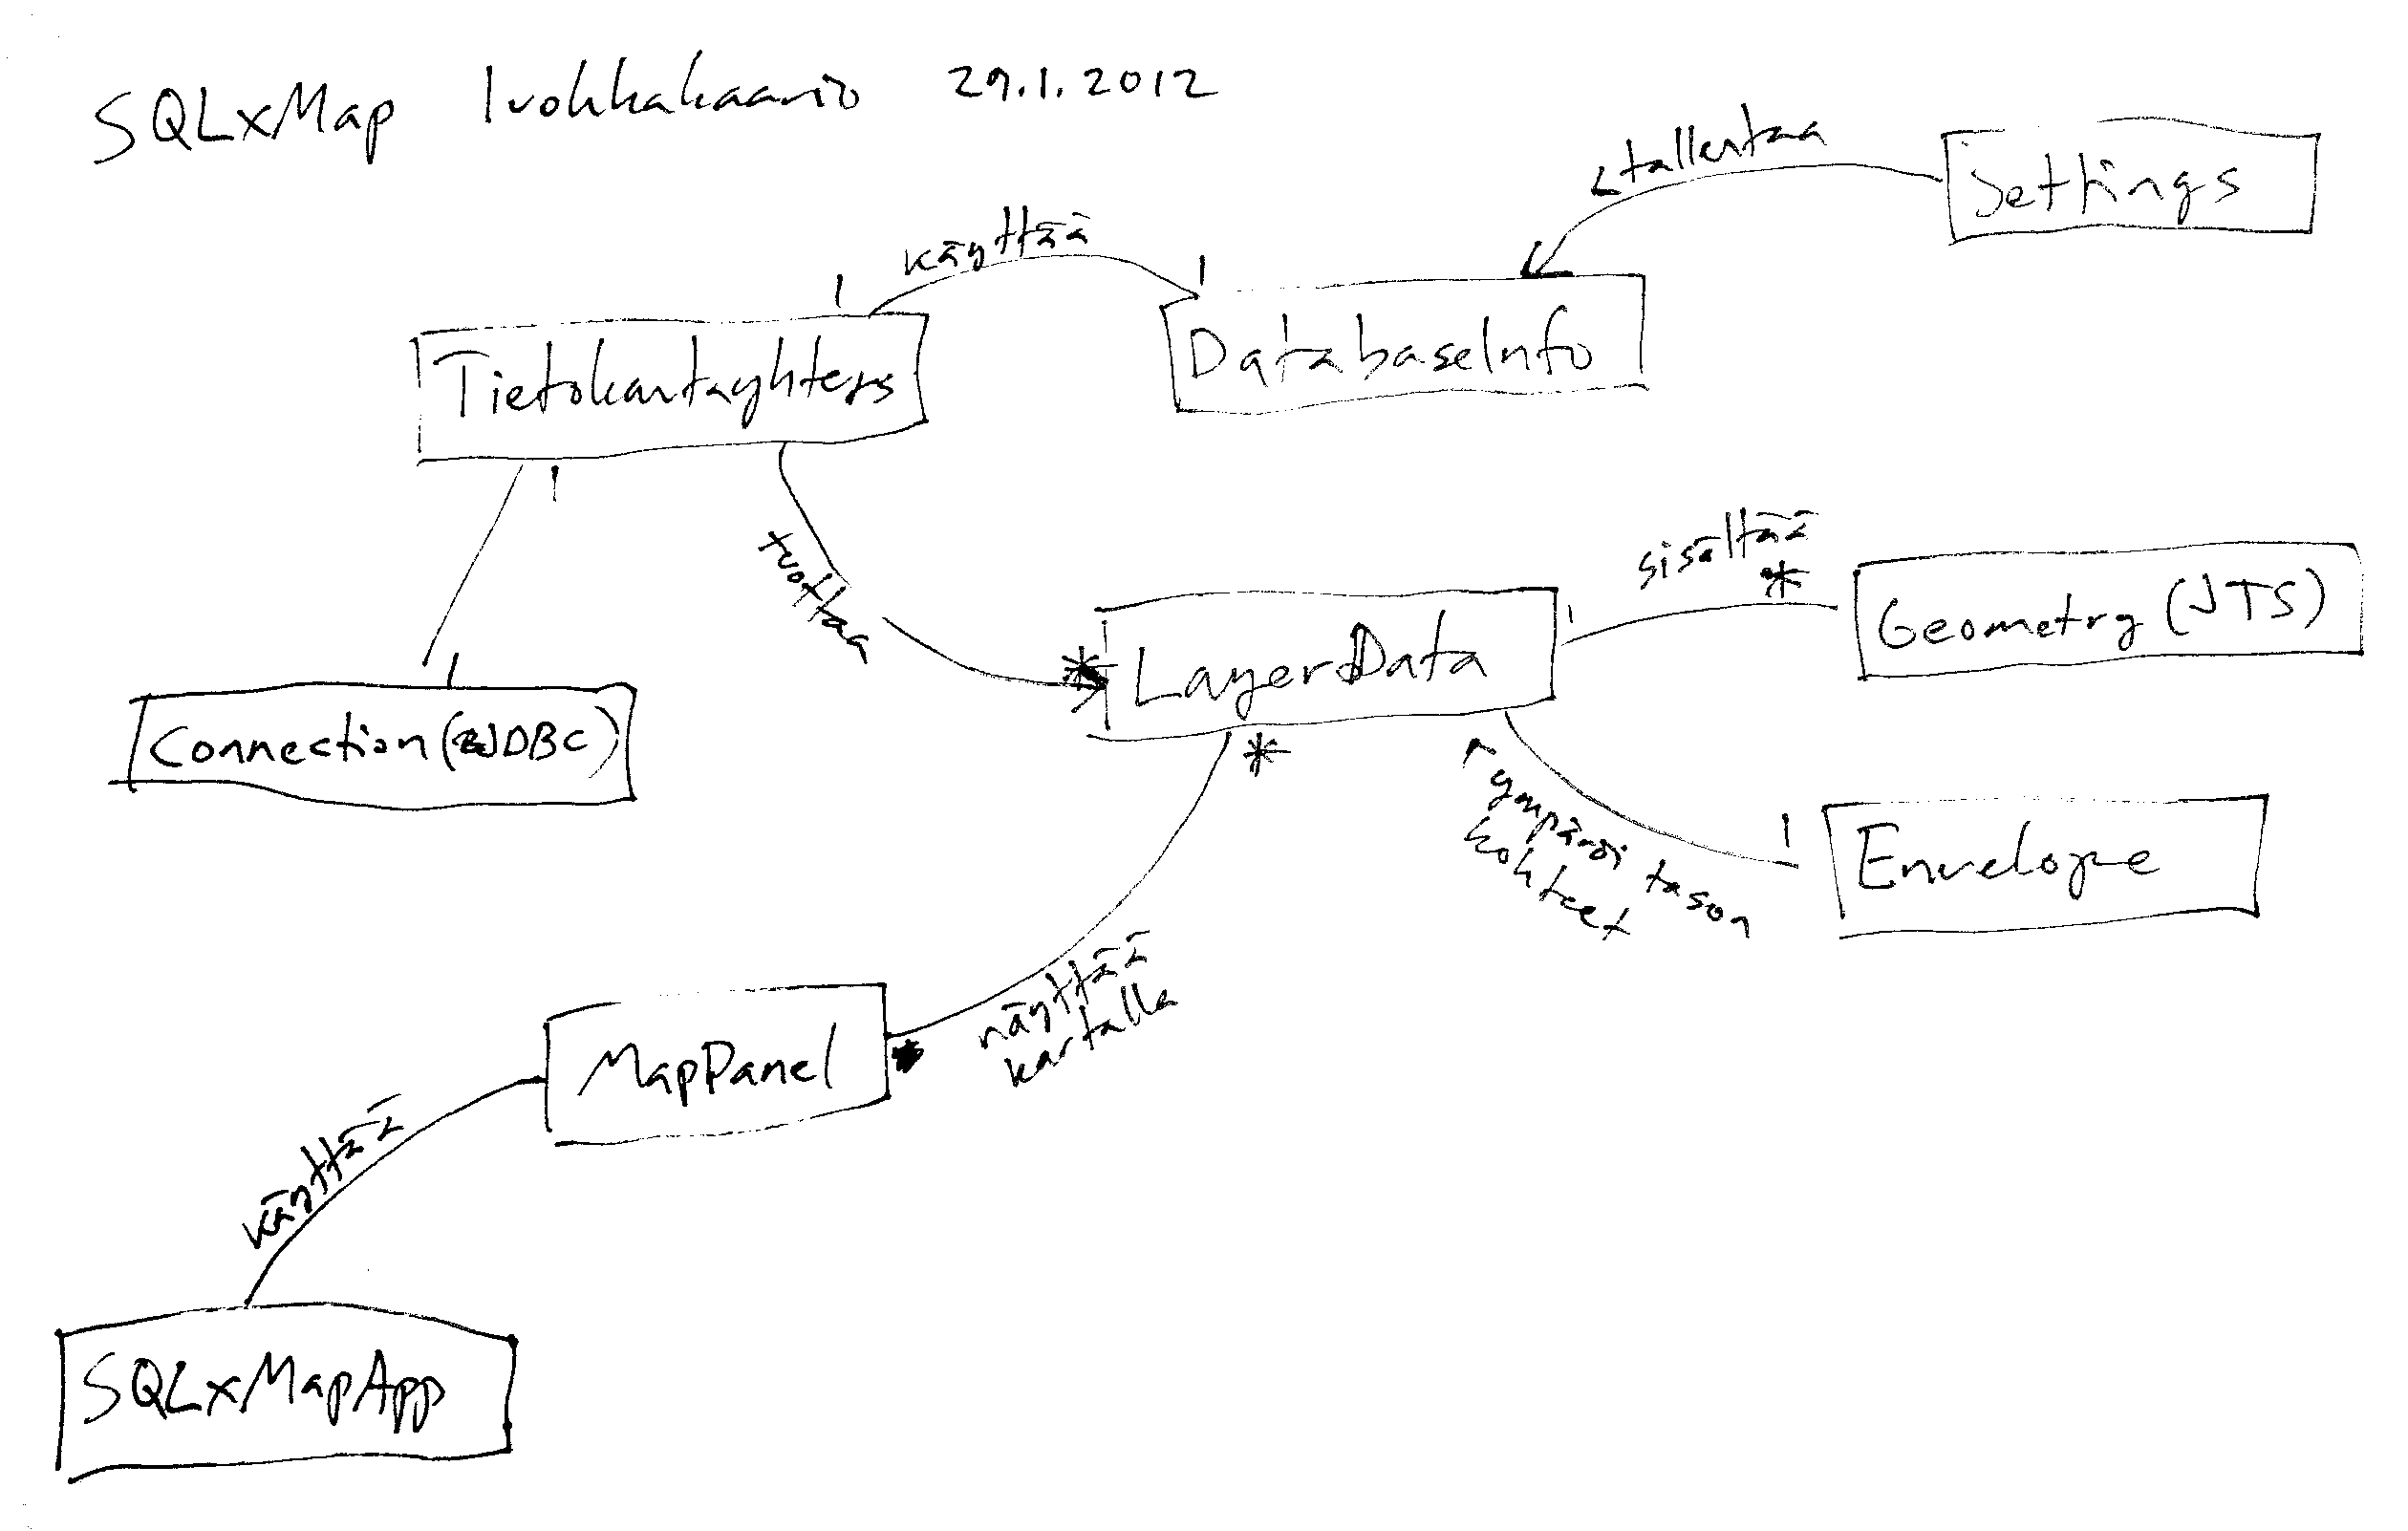 SQLxMap luokkakaavio 29.1.2012
<tallentaa
Settings
käyttää
1
1
Tietokantayhteys
DatabaseInfo
1
tuottaa
sisältää
*
1
Geometry (JTS)
* LayerData
1
Connection (JDBC)
*
^ ympäröi tason
kohteet
1
Envelope
näyttää
kartalla
MapPanel
käyttää
SQLxMapApp